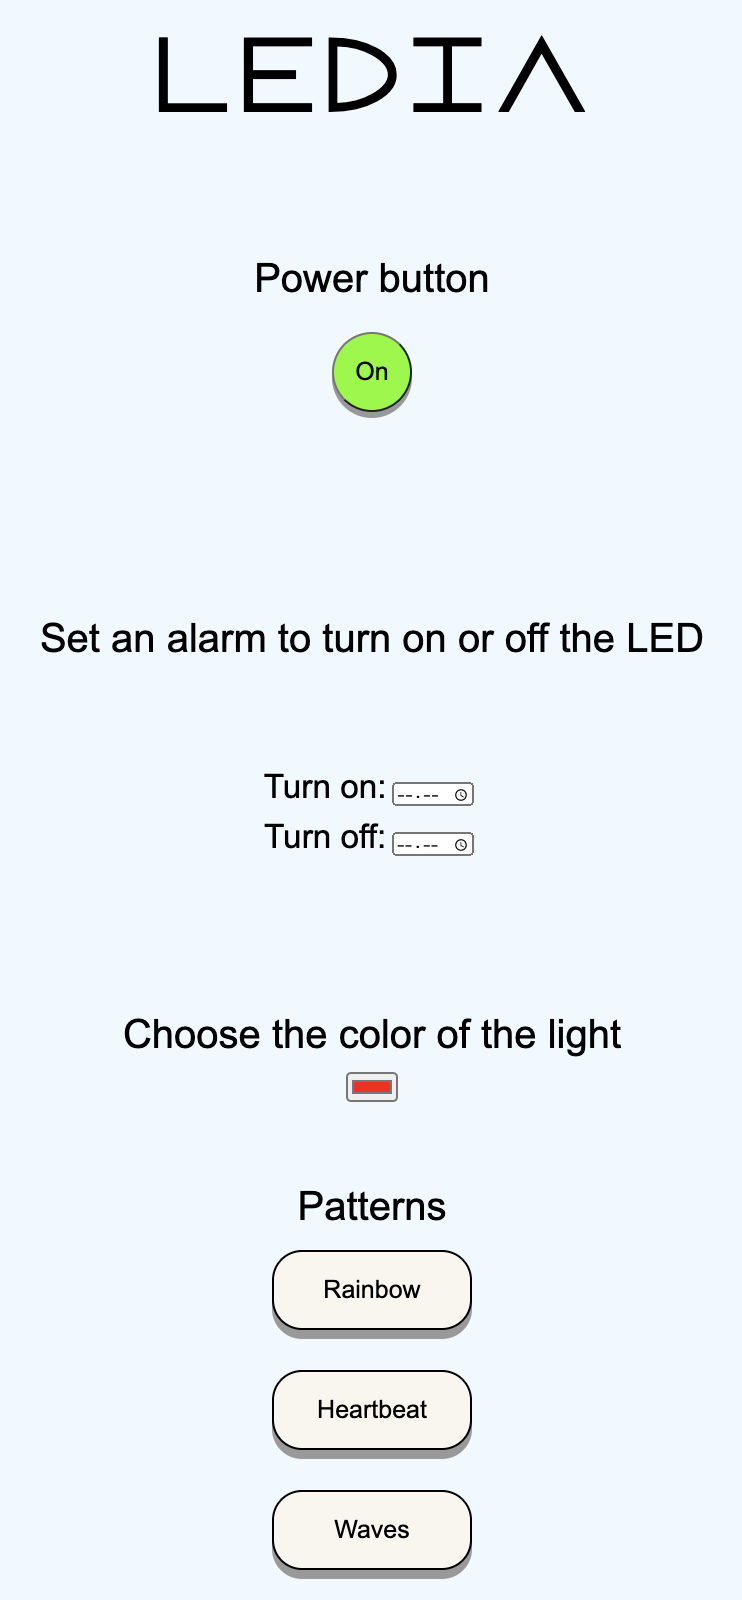 LEDIA
Power button
On
Set an alarm to turn on or off the LED
Turn on: --:--
Turn off: --:--
Choose the color of the light
Patterns
Rainbow
Heartbeat
Waves